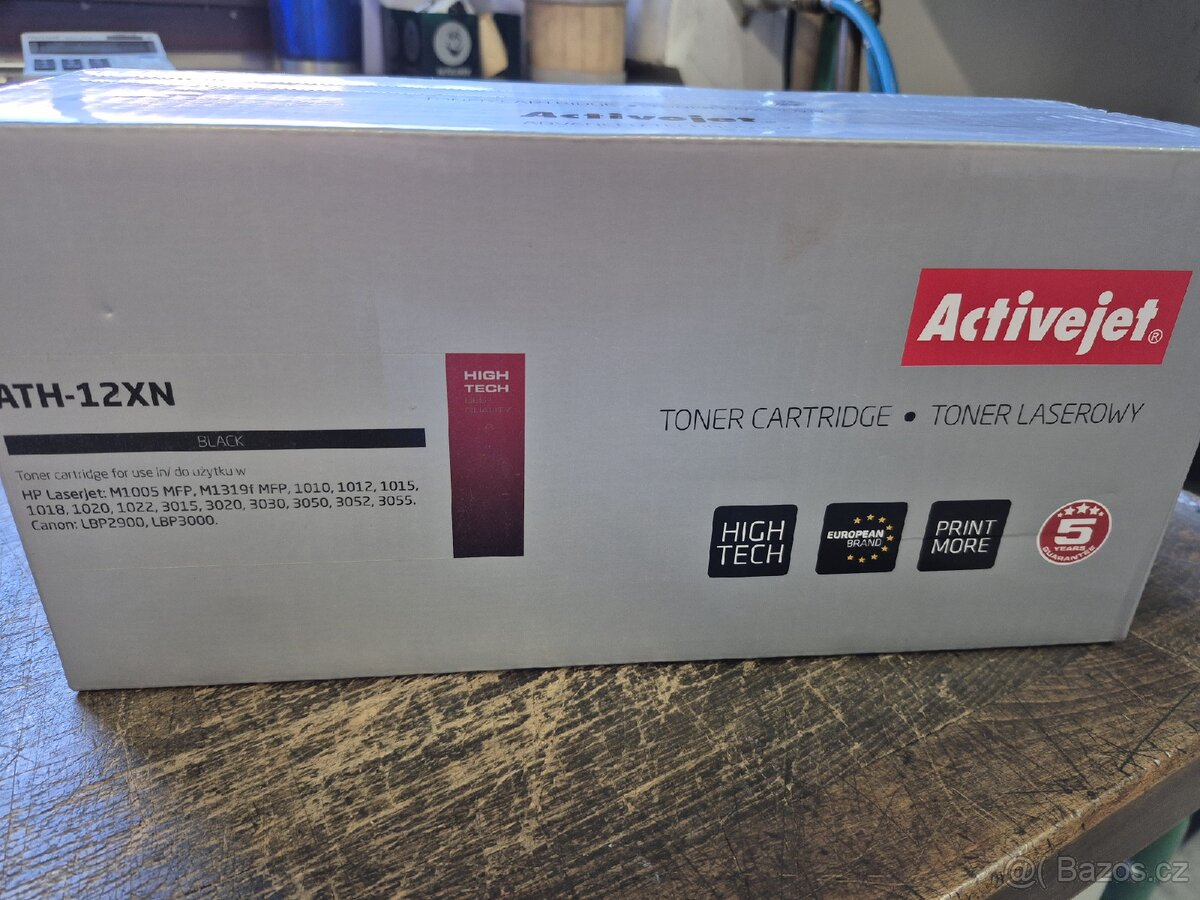 Activejet
Activejet®
ATH-12XN
HIGH
TECH
BLACK
TONER CARTRIDGE • TONER LASEROWY
Toner cartridge for use in/ do użytku w
HP LaserJet: M1005 MFP, M1319f MFP, 1010, 1012, 1015,
1018, 1020, 1022, 3015, 3020, 3030, 3050, 3052, 3055.
Canon: LBP2900, LBP3000.
HIGH
TECH
EUROPEAN
BRAND
PRINT
MORE
5
YEARS
GUARANTEE
@( Bazos.cz